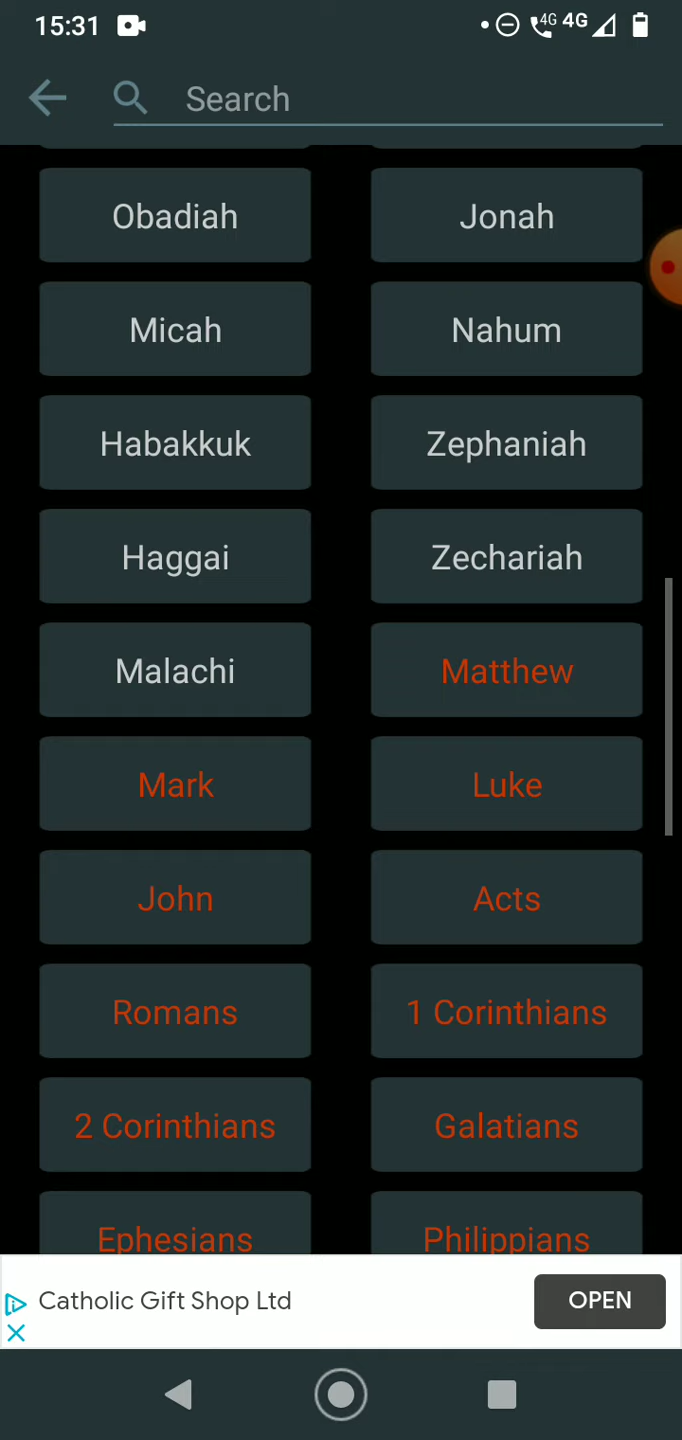 15:31
4G 4G
Search
Obadiah Jonah
Micah Nahum
Habakkuk Zephaniah
Haggai Zechariah
Malachi Matthew
Mark Luke
John Acts
Romans 1 Corinthians
2 Corinthians Galatians
Ephesians Philippians
Catholic Gift Shop Ltd OPEN